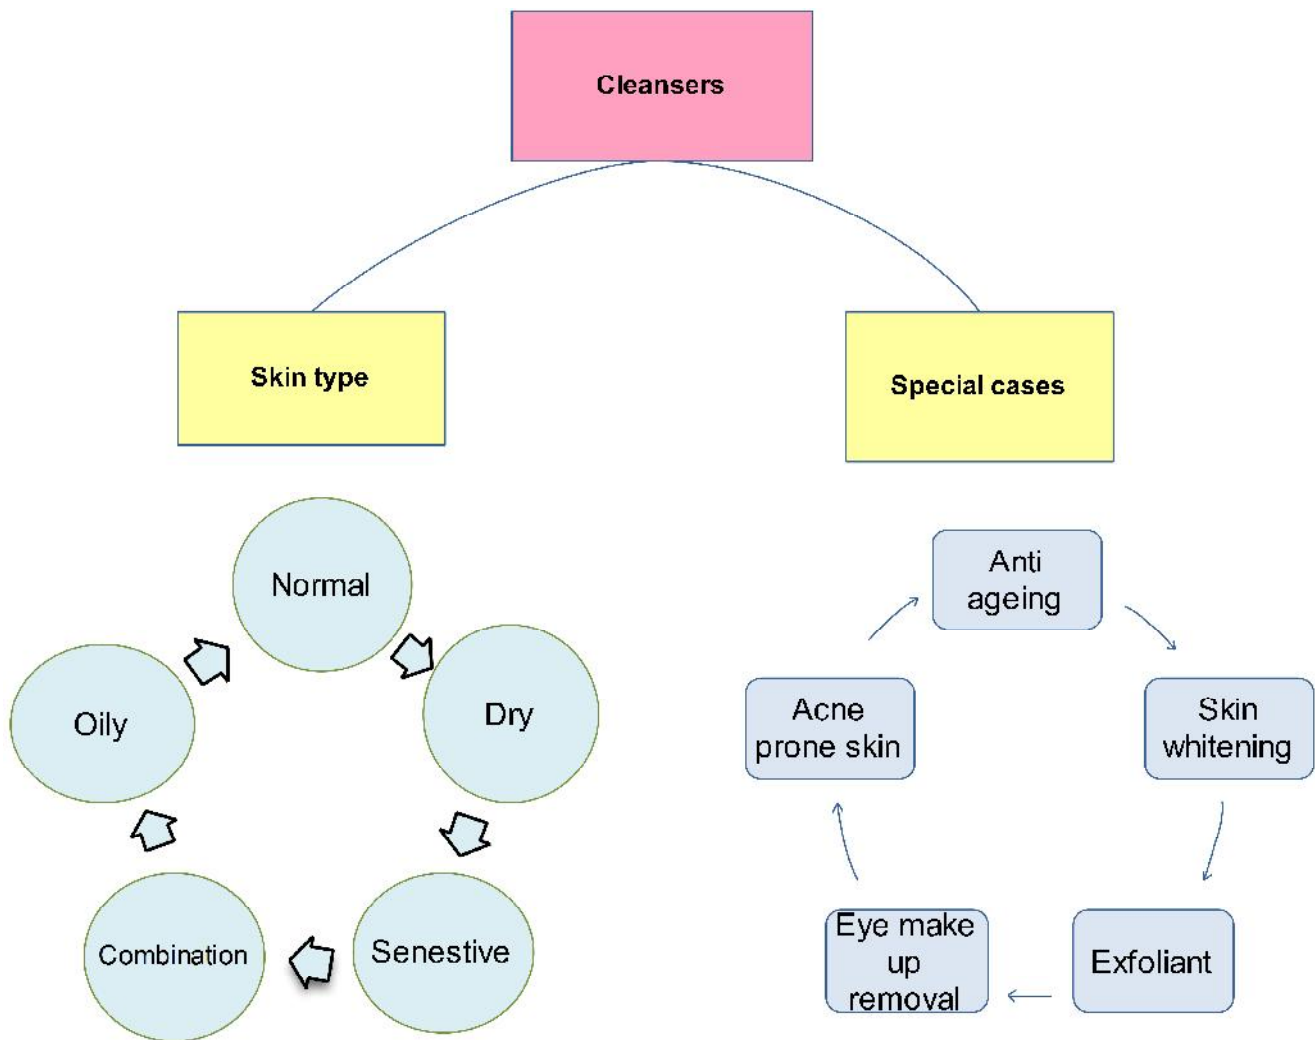 Cleansers
Skin type
Special cases
Normal
Dry
Senestive
Combination
Oily
Anti
ageing
Skin
whitening
Exfoliant
Eye make
up
removal
Acne
prone skin